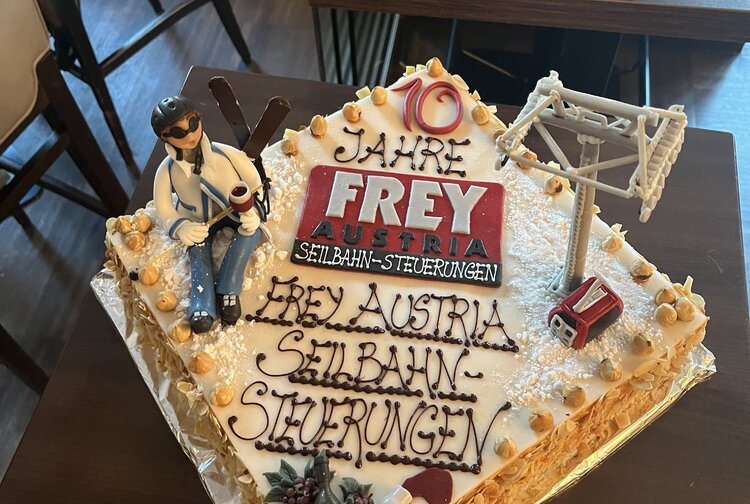 10
JAHRE
FREY
AUSTRIA
SEILBAHN-STEUERUNGEN
FREY AUSTRIA
SEILBAHN-
STEUERUNGEN